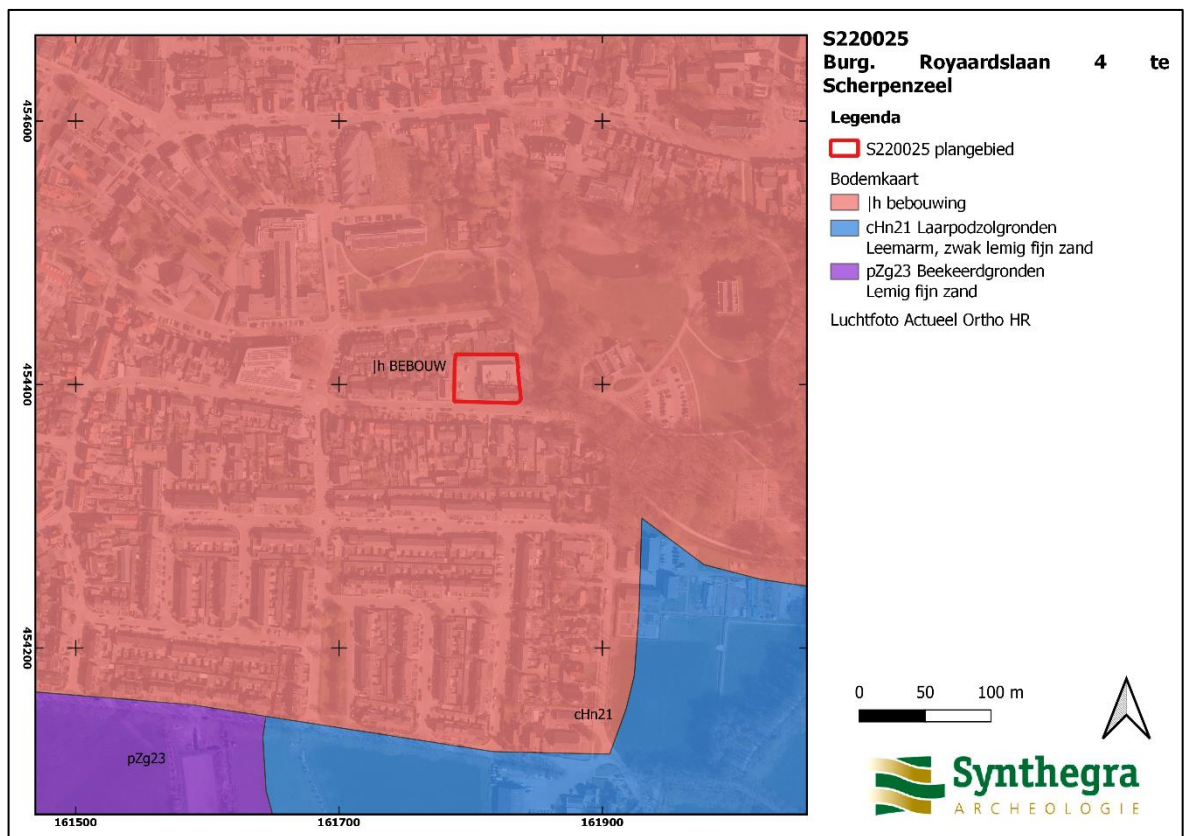 S220025
Burg. Royaardslaan 4 te
Scherpenzeel
Legenda
S220025 plangebied
Bodemkaart
|h bebouwing
cHn21 Laarpodzolgronden
Leemarm, zwak lemig fijn zand
pZg23 Beekeerdgronden
Lemig fijn zand
Luchtfoto Actueel Ortho HR
454600
454400
454200
|h BEBOUW
cHn21
pZg23
161500
161700
161900
0 50 100 m
Synthegra
ARCHEOLOGIE